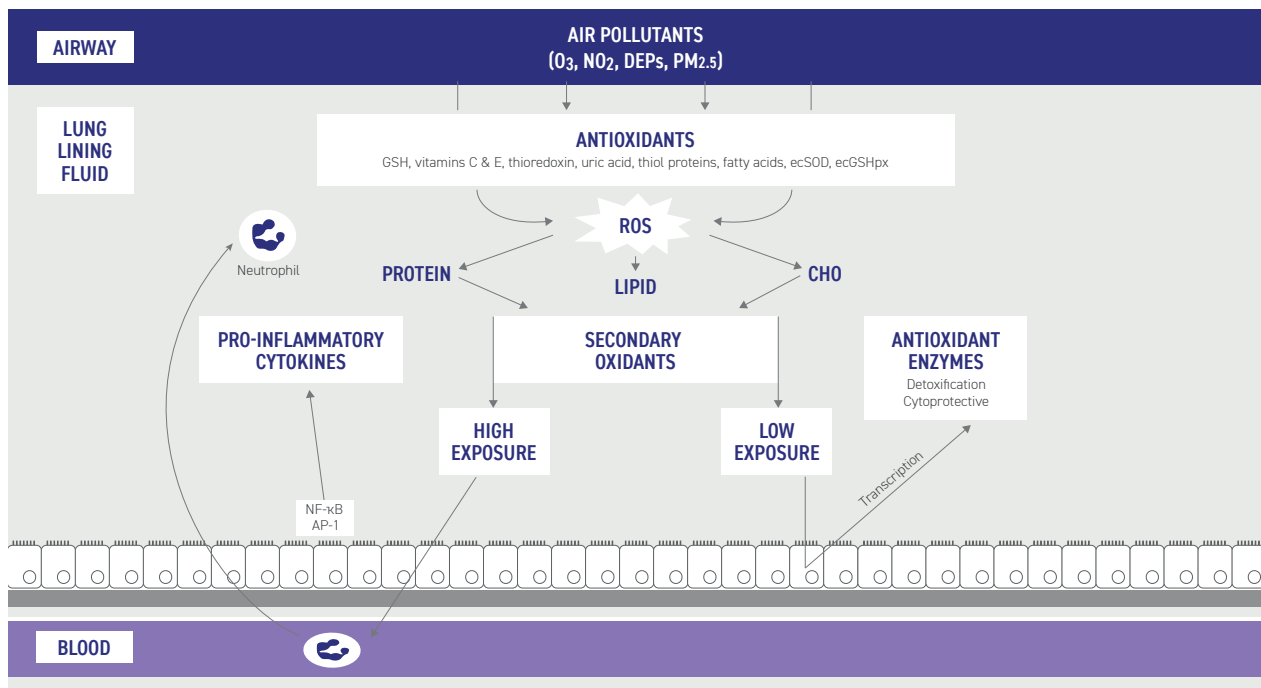 AIRWAY
AIR POLLUTANTS
(O₃, NO₂, DEPs, PM₂.₅)
LUNG
LINING
FLUID
ANTIOXIDANTS
GSH, vitamins C & E, thioredoxin, uric acid, thiol proteins, fatty acids, ecSOD, ecGSHpx
ROS
Neutrophil
PROTEIN
LIPID
CHO
PRO-INFLAMMATORY
CYTOKINES
SECONDARY
OXIDANTS
ANTIOXIDANT
ENZYMES
Detoxification
Cytoprotective
HIGH
EXPOSURE
LOW
EXPOSURE
Transcription
NF-κB
AP-1
BLOOD